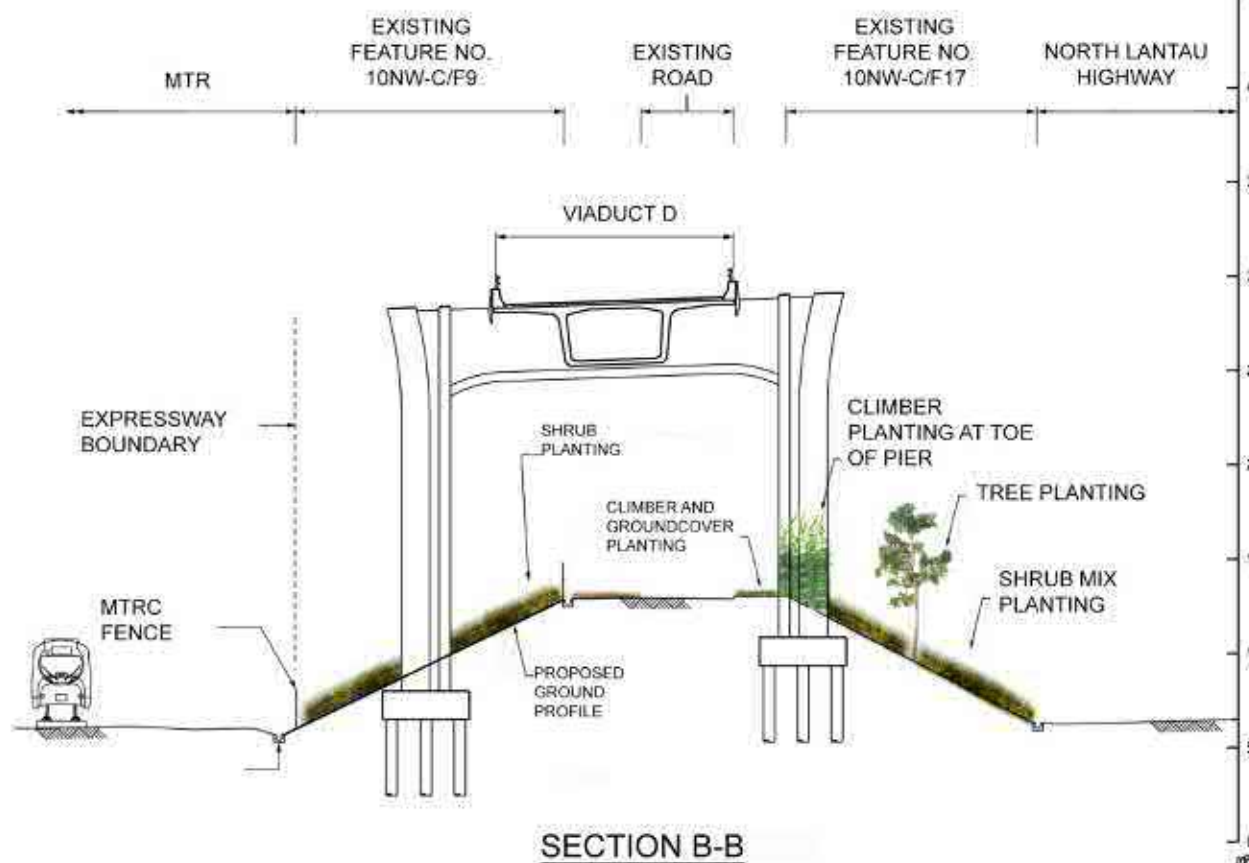 MTR
EXISTING
FEATURE NO.
10NW-C/F9
EXISTING
ROAD
EXISTING
FEATURE NO.
10NW-C/F17
NORTH LANTAU
HIGHWAY
VIADUCT D
EXPRESSWAY
BOUNDARY
SHRUB
PLANTING
CLIMBER
PLANTING AT TOE
OF PIER
CLIMBER AND
GROUNDCOVER
PLANTING
TREE PLANTING
MTRC
FENCE
SHRUB MIX
PLANTING
PROPOSED
GROUND
PROFILE
SECTION B-B